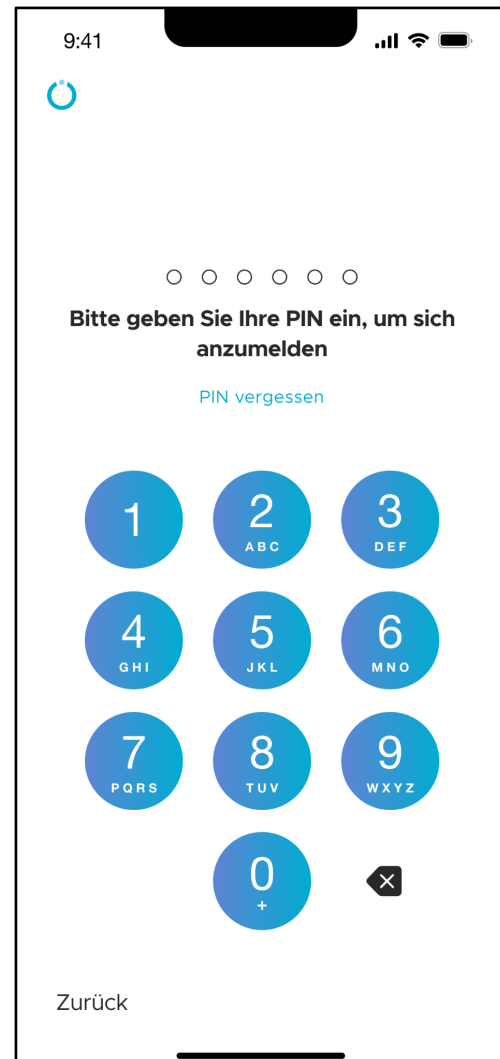 9:41
Bitte geben Sie Ihre PIN ein, um sich
anzumelden
PIN vergessen
1
2
ABC
3
DEF
4
GHI
5
JKL
6
MNO
7
PQRS
8
TUV
9
WXYZ
0
+
Zurück